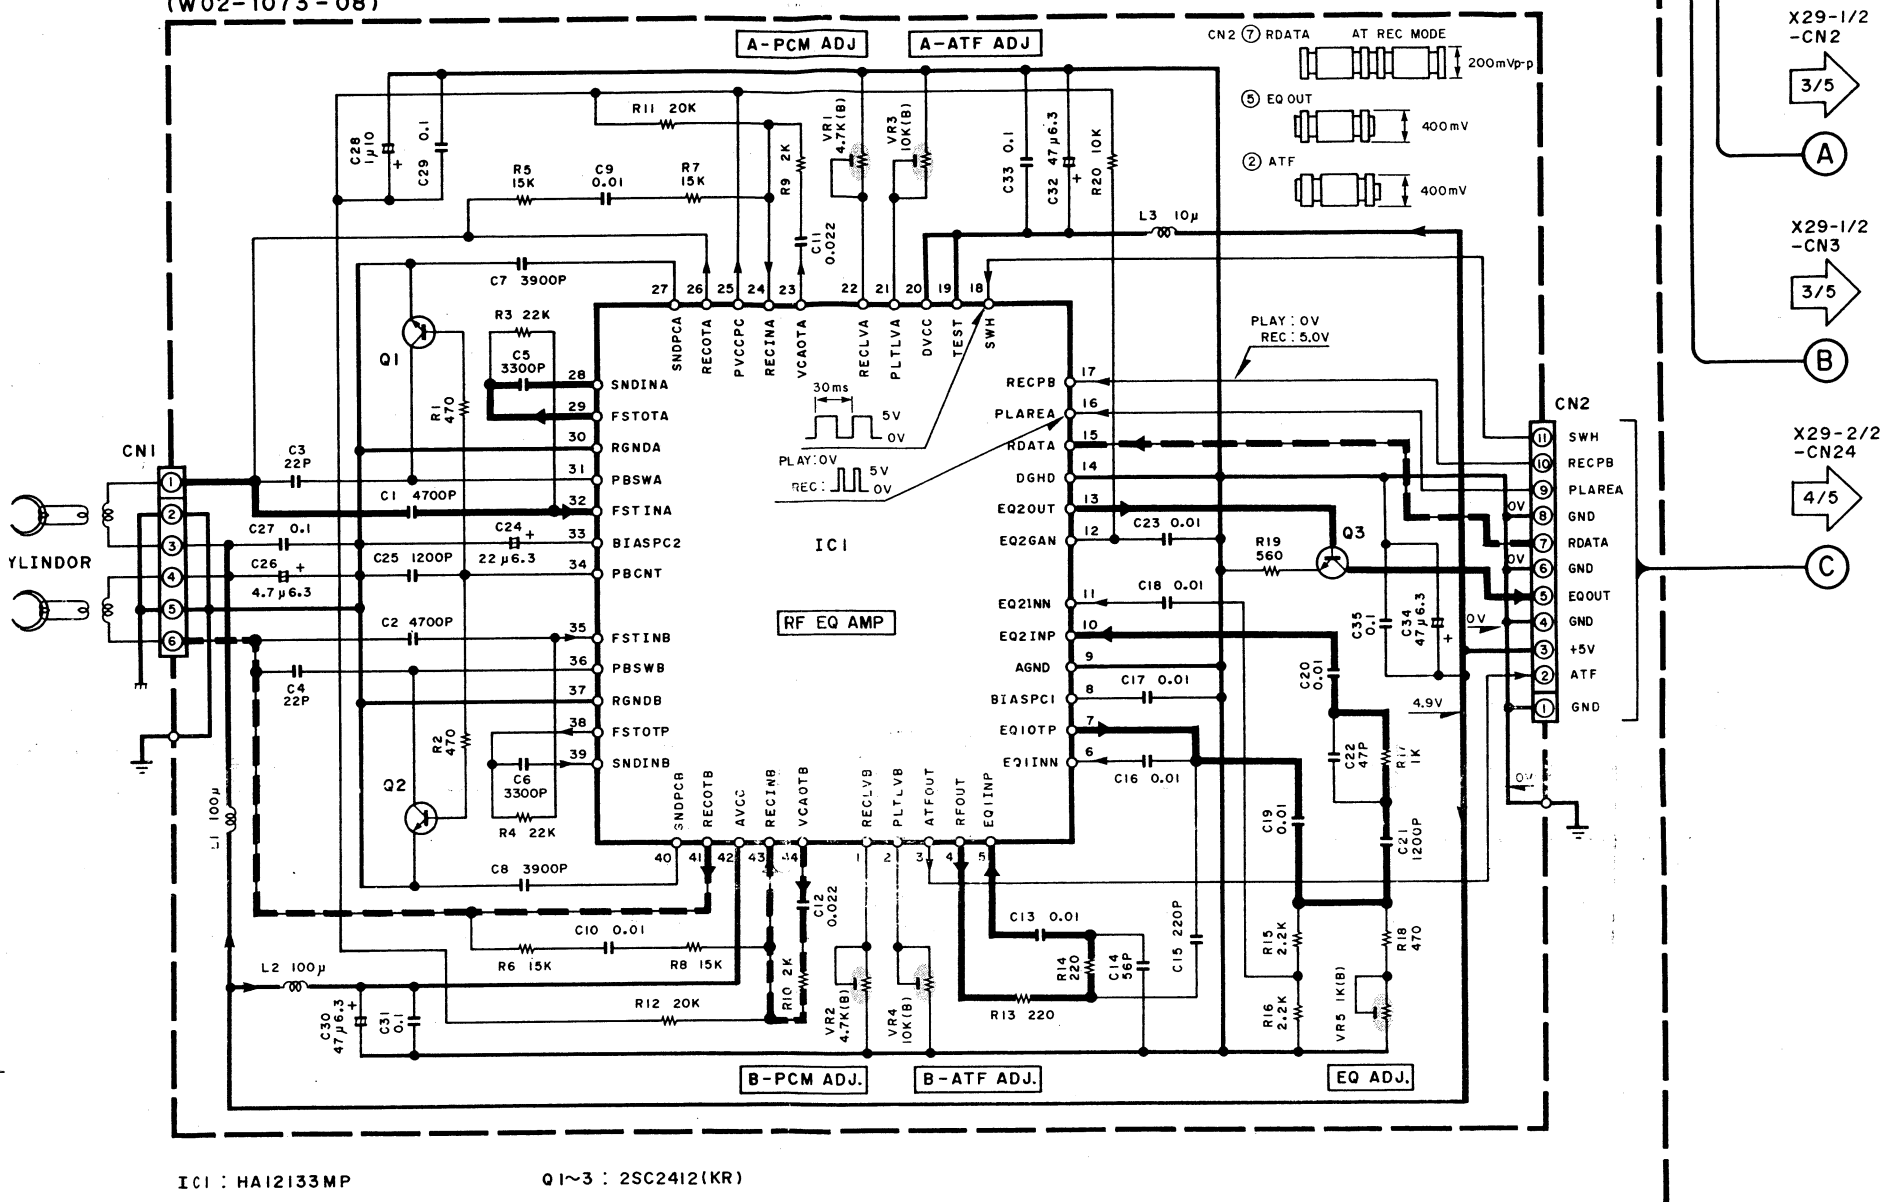 (W02-1073-08)
A-PCM ADJ
A-ATF ADJ
CN2 ⑦ RDATA AT REC MODE
200mVp-p
⑤ EQ OUT
400mV
② ATF
400mV
X29-1/2
-CN2
3/5
A
X29-1/2
-CN3
3/5
B
X29-2/2
-CN24
4/5
C
C28
1μ10
+
C29 0.1
R11 20K
R5
15K
C9
0.01
R7
15K
R9 2K
C11
0.022
VR1
4.7K(B)
VR3
10K(B)
C33 0.1
C32 47μ6.3
+
R20 10K
L3 10μ
C7 3900P
27
26
25
24
23
22
21
20
19
18
SNDPCA
RECOTA
PVCCPC
RECINA
VCAOTA
RECLVA
PLTLVA
DVCC
TEST
SWH
Q1
R3 22K
C5
3300P
R1
470
28 SNDINA
29 FSTOTA
30 RGNDA
31 PBSWA
32 FSTINA
33 BIASPC2
34 PBCNT
35 FSTINB
36 PBSWB
37 RGNDB
38 FSTOTP
39 SNDINB
30ms
5V
0V
PLAY:0V
REC:
5V
0V
IC1
RF EQ AMP
PLAY: 0V
REC: 5.0V
RECPB 17
PLAREA 16
RDATA 15
DGHD 14
EQ2OUT 13
EQ2GAN 12
EQ2INN 11
EQ2INP 10
AGND 9
BIASPC1 8
EQ1OTP 7
EQ1INN 6
CN1
1
2
3
4
5
6
YLINDOR
C3
22P
C1 4700P
C27 0.1
C24
+
22μ6.3
C25 1200P
C26
+
4.7μ6.3
C2 4700P
C4
22P
R2
470
Q2
C6
3300P
R4 22K
C8 3900P
L1 100μ
SNDPCB
RECOTB
AVCC
RECINB
VCAOTB
RECLVB
PLTLVB
ATFOUT
RFOUT
EQ1INP
40
41
42
43
44
1
2
3
4
5
C23 0.01
R19
560
Q3
C18 0.01
C17 0.01
C16 0.01
C20
0.01
C22
47P
R17
1K
C19
0.01
C21
1200P
C35
0.1
C34
47μ6.3
+
0V
0V
0V
4.9V
0V
CN2
11 SWH
10 RECPB
9 PLAREA
8 GND
7 RDATA
6 GND
5 EQOUT
4 GND
3 +5V
2 ATF
1 GND
C10 0.01
R6 15K
R8 15K
R10 2K
C12
0.022
L2 100μ
C30
47μ6.3
+
C31
0.1
R12 20K
VR2
4.7K(B)
VR4
10K(B)
C13 0.01
R14
220
C14
56P
C15 220P
R13 220
R15
2.2K
R16
2.2K
R18
470
VR5 1K(B)
B-PCM ADJ.
B-ATF ADJ.
EQ ADJ.
IC1 : HA12133MP
Q1~3 : 2SC2412(KR)